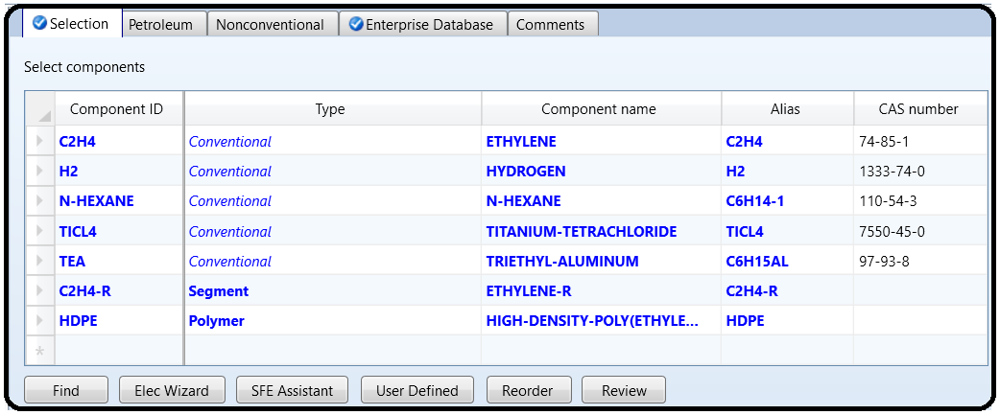 Selection Petroleum Nonconventional Enterprise Database Comments
Select components
Component ID Type Component name Alias CAS number
C2H4 Conventional ETHYLENE C2H4 74-85-1
H2 Conventional HYDROGEN H2 1333-74-0
N-HEXANE Conventional N-HEXANE C6H14-1 110-54-3
TICL4 Conventional TITANIUM-TETRACHLORIDE TICL4 7550-45-0
TEA Conventional TRIETHYL-ALUMINUM C6H15AL 97-93-8
C2H4-R Segment ETHYLENE-R C2H4-R
HDPE Polymer HIGH-DENSITY-POLY(ETHYLE... HDPE
*
Find Elec Wizard SFE Assistant User Defined Reorder Review